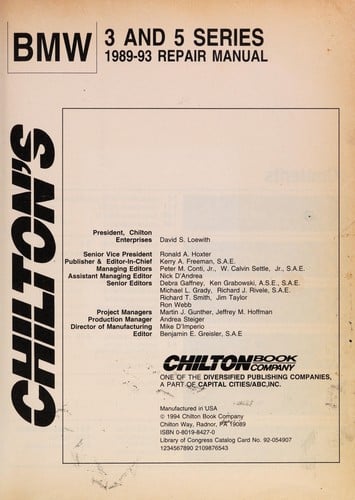 BMW
3 AND 5 SERIES
1989-93 REPAIR MANUAL
CHILTON'S
President, Chilton
Enterprises David S. Loewith
Senior Vice President Ronald A. Hoxter
Publisher & Editor-In-Chief Kerry A. Freeman, S.A.E.
Managing Editors Peter M. Conti, Jr., W. Calvin Settle, Jr., S.A.E.
Assistant Managing Editor Nick D'Andrea
Senior Editors Debra Gaffney, Ken Grabowski, A.S.E., S.A.E.
Michael L. Grady, Richard J. Rivele, S.A.E.
Richard T. Smith, Jim Taylor
Ron Webb
Project Managers Martin J. Gunther, Jeffrey M. Hoffman
Production Manager Andrea Steiger
Director of Manufacturing Mike D'Imperio
Editor Benjamin E. Greisler, S.A.E
CHILTON BOOK
COMPANY
ONE OF THE DIVERSIFIED PUBLISHING COMPANIES,
A PART OF CAPITAL CITIES/ABC, INC.
Manufactured in USA
© 1994 Chilton Book Company
Chilton Way, Radnor, PA 19089
ISBN 0-8019-8427-0
Library of Congress Catalog Card No. 92-054907
1234567890 2109876543